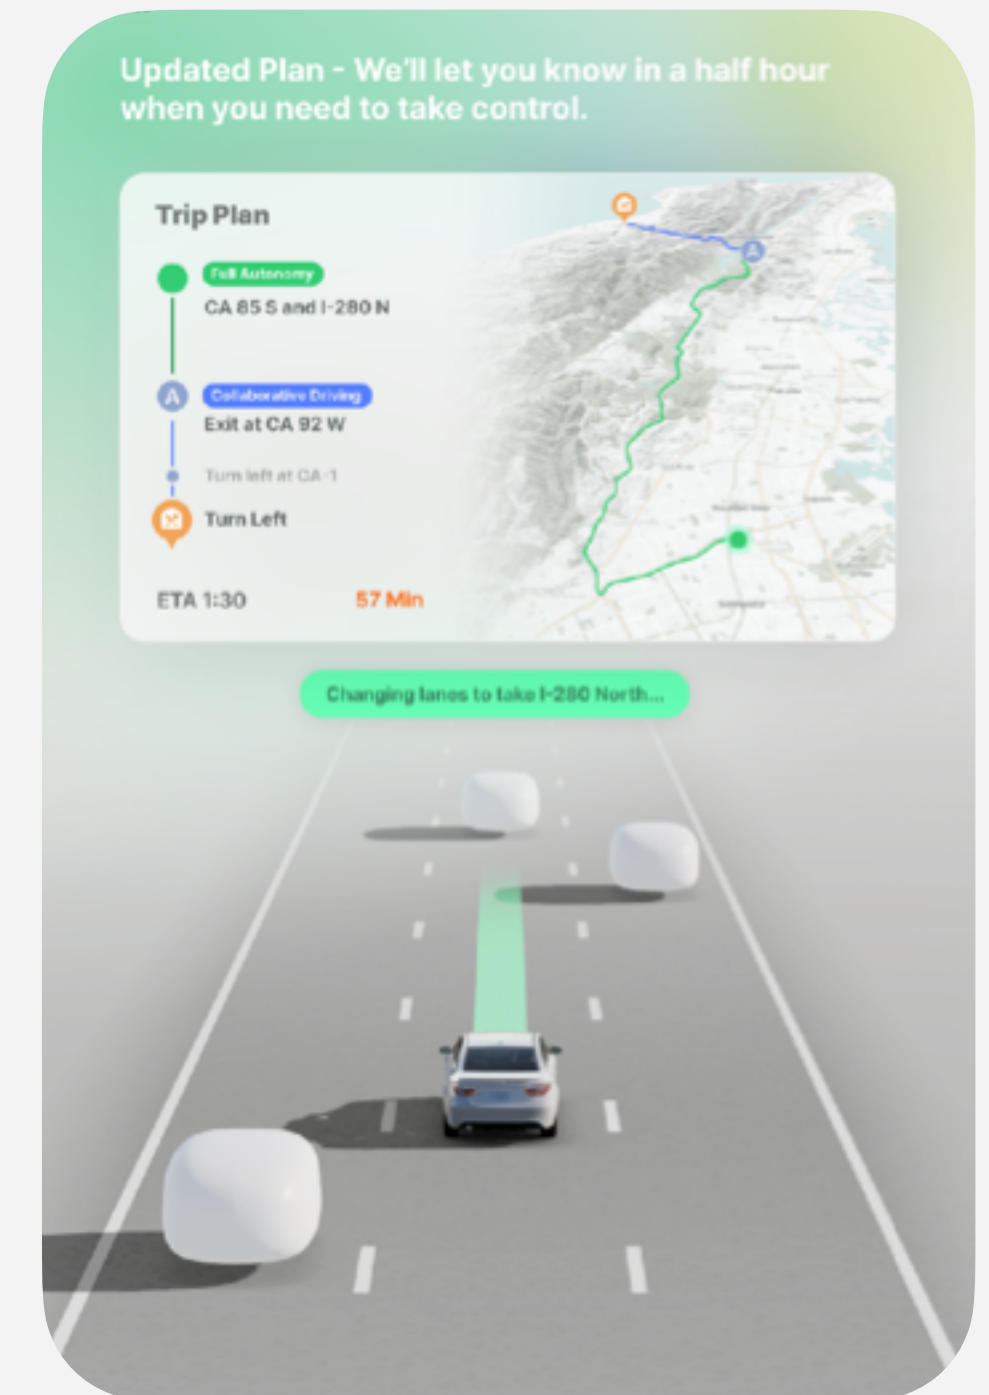 Updated Plan - We'll let you know in a half hour
when you need to take control.
Trip Plan
Full Autonomy
CA 85 S and I-280 N
A
Collaborative Driving
Exit at CA 92 W
Turn left at CA-1
Turn Left
ETA 1:30
57 Min
A
Changing lanes to take I-280 North...